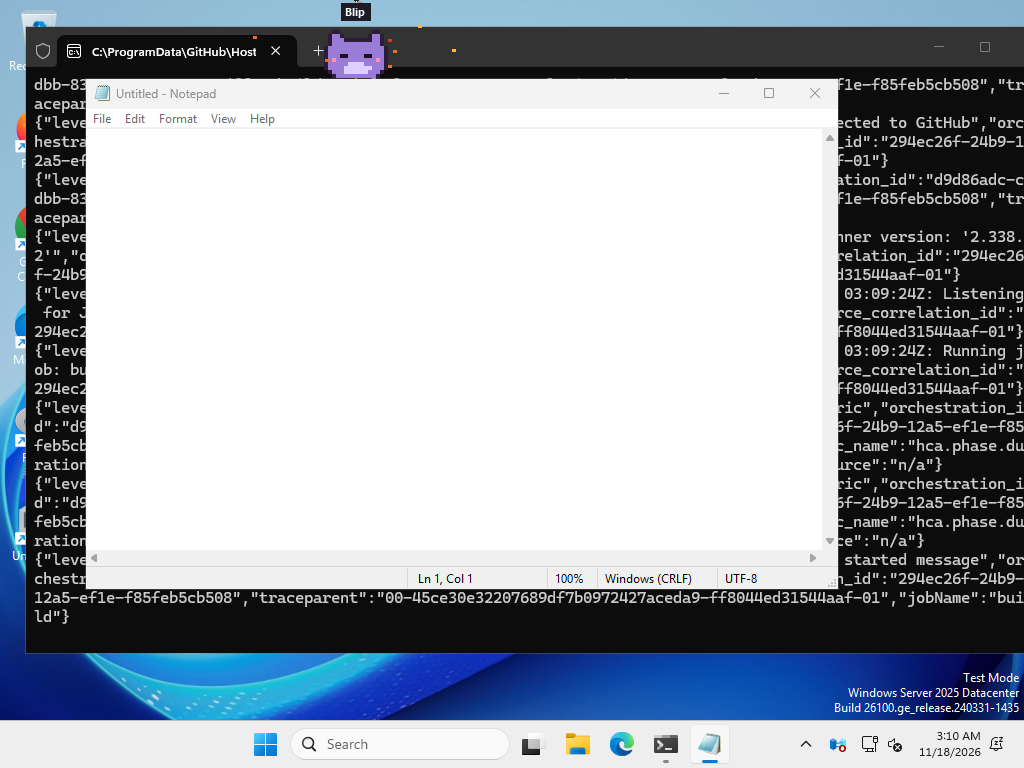 Blip
C:\ProgramData\GitHub\Host
dbb-83 ef1e-f85feb5cb508","tr
acepar
{"leve ected to GitHub","orc
hestra _id":"294ec26f-24b9-1
2a5-ef f-01"}
{"leve ation_id":"d9d86adc-c
dbb-83 f1e-f85feb5cb508","tr
acepar
{"leve nner version: '2.338.
2'","o relation_id":"294ec26
f-24b9 d31544aaf-01"}
{"leve 03:09:24Z: Listening
for J rce_correlation_id":"
294ec2 ff8044ed31544aaf-01"}
{"leve 03:09:24Z: Running j
ob: bu rce_correlation_id":"
294ec2 ff8044ed31544aaf-01"}
{"leve ric","orchestration_i
d":"d9 6f-24b9-12a5-ef1e-f85
feb5cb c_name":"hca.phase.du
ration urce":"n/a"}
{"leve ric","orchestration_i
d":"d9 6f-24b9-12a5-ef1e-f85
feb5cb c_name":"hca.phase.du
ration ce":"n/a"}
{"leve started message","or
chestr n_id":"294ec26f-24b9-
12a5-ef1e-f85feb5cb508","traceparent":"00-45ce30e32207689df7b0972427aceda9-ff8044ed31544aaf-01","jobName":"bui
ld"}
Untitled - Notepad
File Edit Format View Help
Ln 1, Col 1 100% Windows (CRLF) UTF-8
Test Mode
Windows Server 2025 Datacenter
Build 26100.ge_release.240331-1435
Search
3:10 AM
11/18/2026